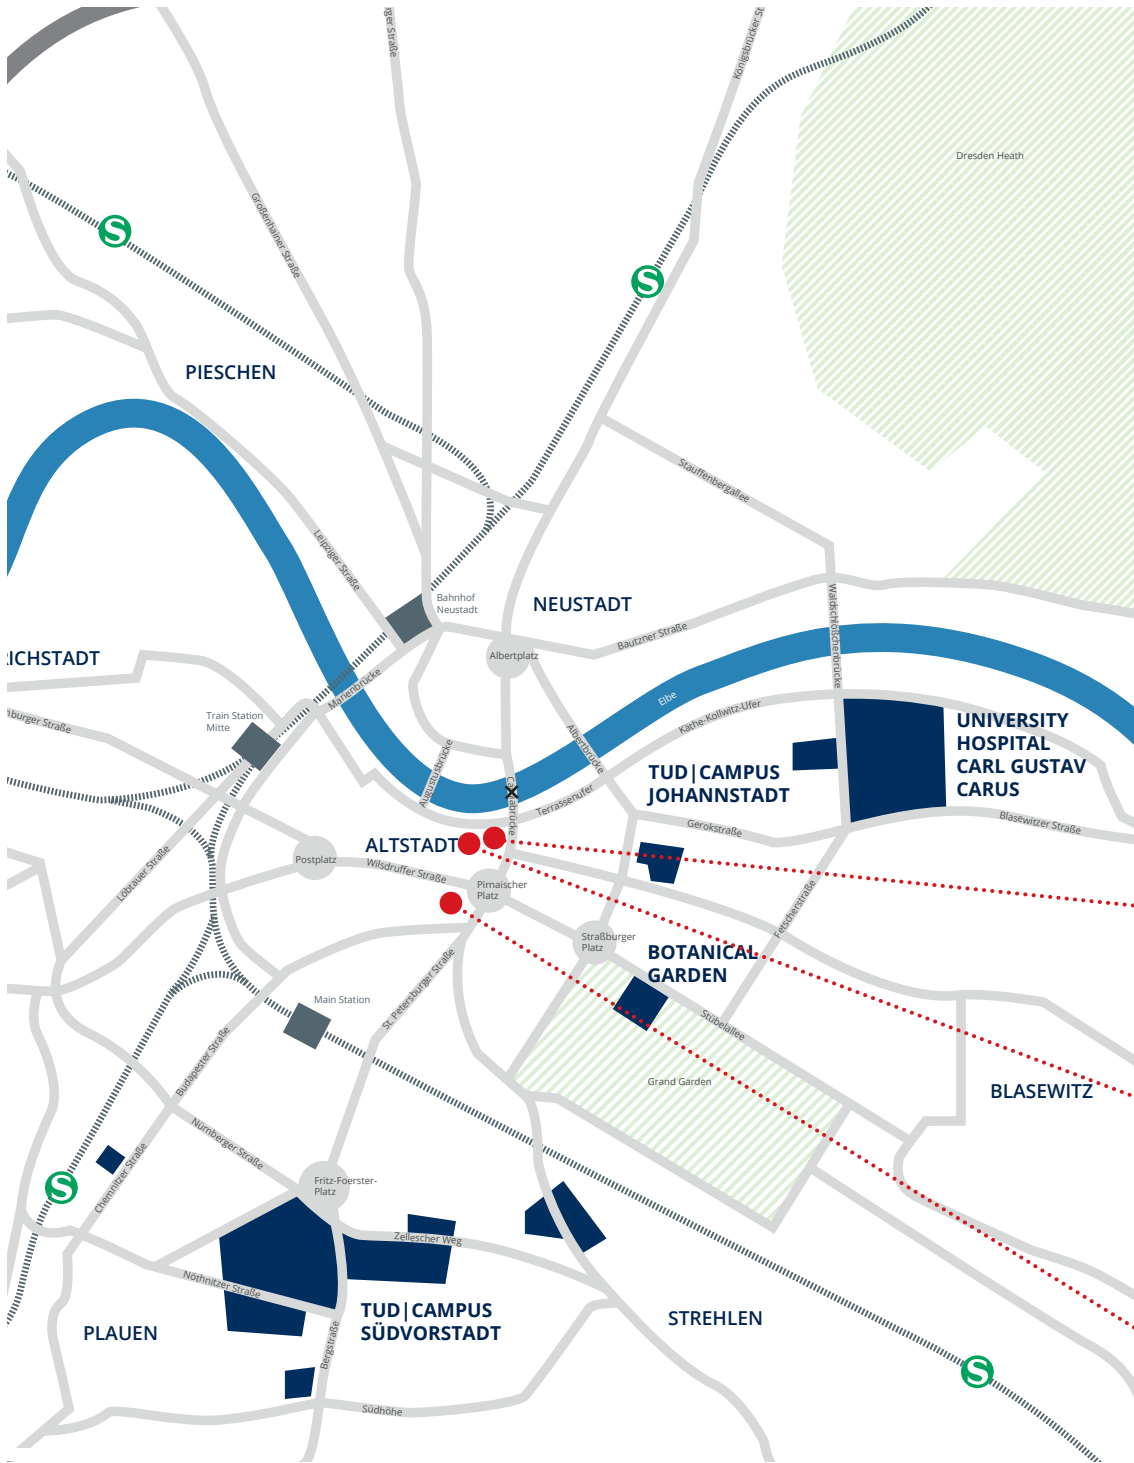 Königsbrücker St
rger Straße
Dresden Heath
Großenhainer Straße
S
S
PIESCHEN
Stauffenbergallee
Leipziger Straße
Bahnhof
Neustadt
NEUSTADT
Waldschlößchenbrücke
Bautzner Straße
Albertplatz
RICHSTADT
Marienbrücke
Elbe
Käthe-Kollwitz-Ufer
nburger Straße
Train Station
Mitte
UNIVERSITY
HOSPITAL
CARL GUSTAV
CARUS
Albertbrücke
Augustusbrücke
TUD|CAMPUS
JOHANNSTADT
Terrassenufer
Gerokstraße
Blasewitzer Straße
ALTSTADT
Löbtauer Straße
Postplatz
Wilsdruffer Straße
Pirnaischer
Platz
Fetscherstraße
Straßburger
Platz
BOTANICAL
GARDEN
St. Petersburger Straße
Main Station
Stübelallee
Budapester Straße
Grand Garden
BLASEWITZ
Nürnberger Straße
Chemnitzer Straße
S
Fritz-Foerster-
Platz
Zellescher Weg
Nöthnitzer Straße
TUD|CAMPUS
SÜDVORSTADT
STREHLEN
PLAUEN
Bergstraße
S
Südhöhe